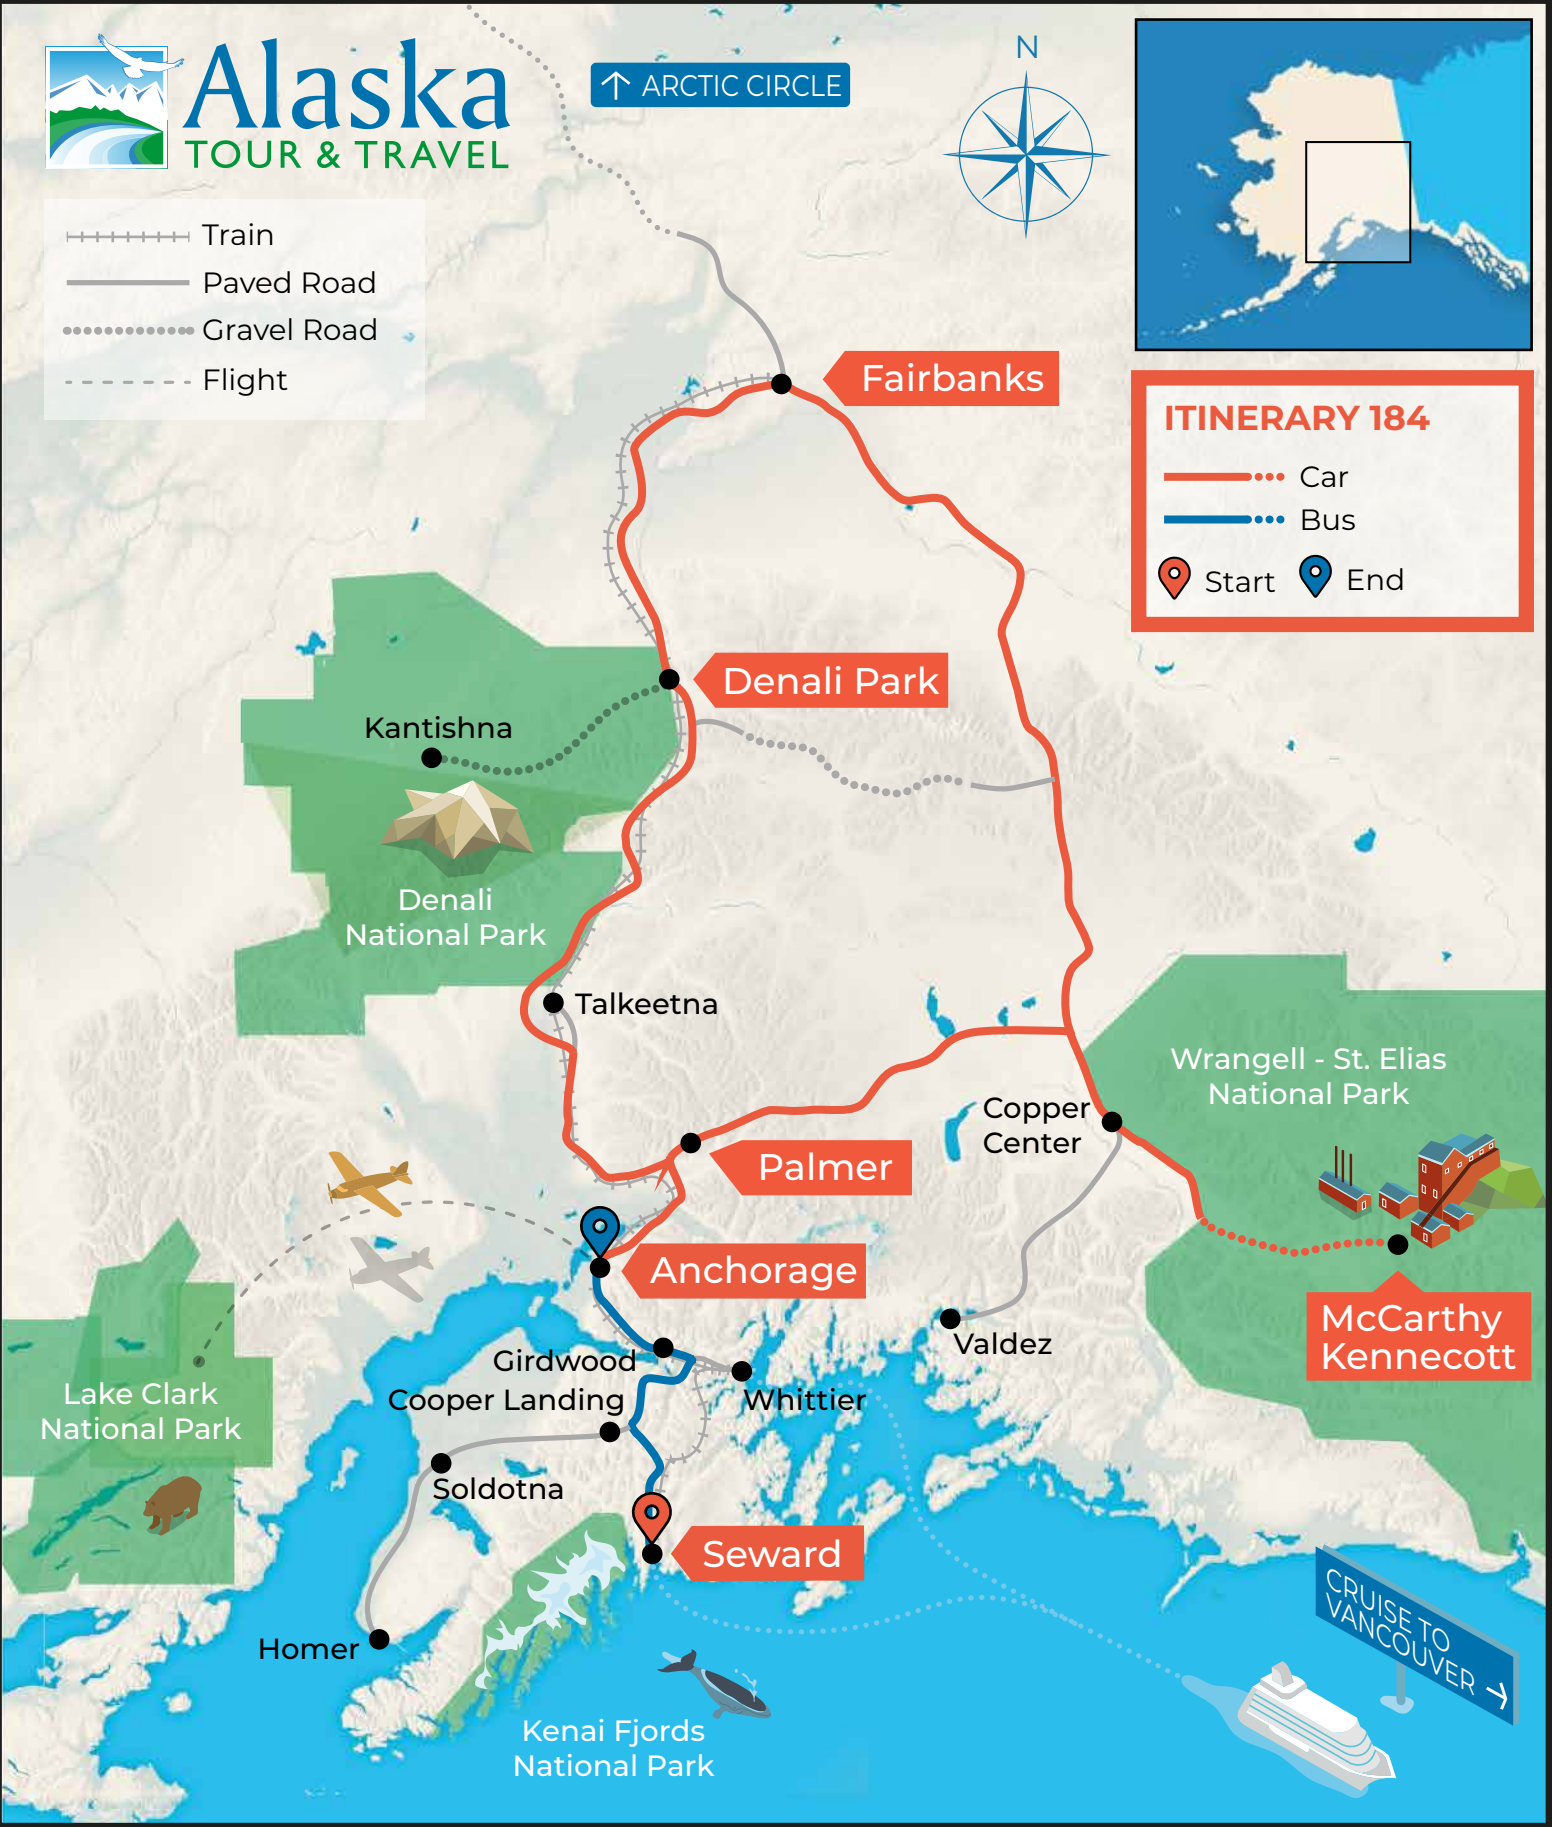 Alaska
TOUR & TRAVEL
↑ ARCTIC CIRCLE
N
Train
Paved Road
Gravel Road
Flight
ITINERARY 184
Car
Bus
Start
End
Fairbanks
Denali Park
Kantishna
Denali
National Park
Talkeetna
Wrangell - St. Elias
National Park
Copper
Center
Palmer
Anchorage
McCarthy
Kennecott
Valdez
Girdwood
Cooper Landing
Whittier
Lake Clark
National Park
Soldotna
Seward
Homer
Kenai Fjords
National Park
CRUISE TO
VANCOUVER →